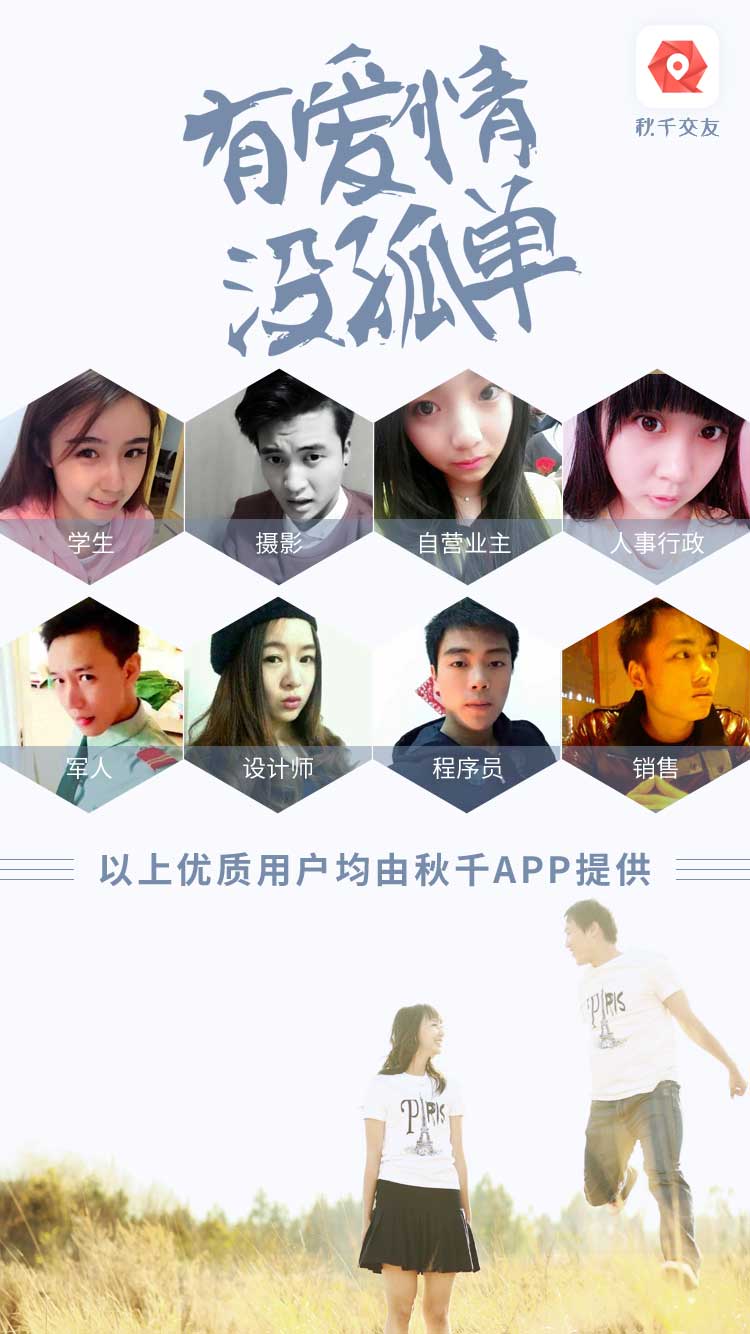 秋千交友
有爱情
没孤单
学生
摄影
自营业主
人事行政
军人
设计师
程序员
销售
以上优质用户均由秋千APP提供
PARIS
PARIS